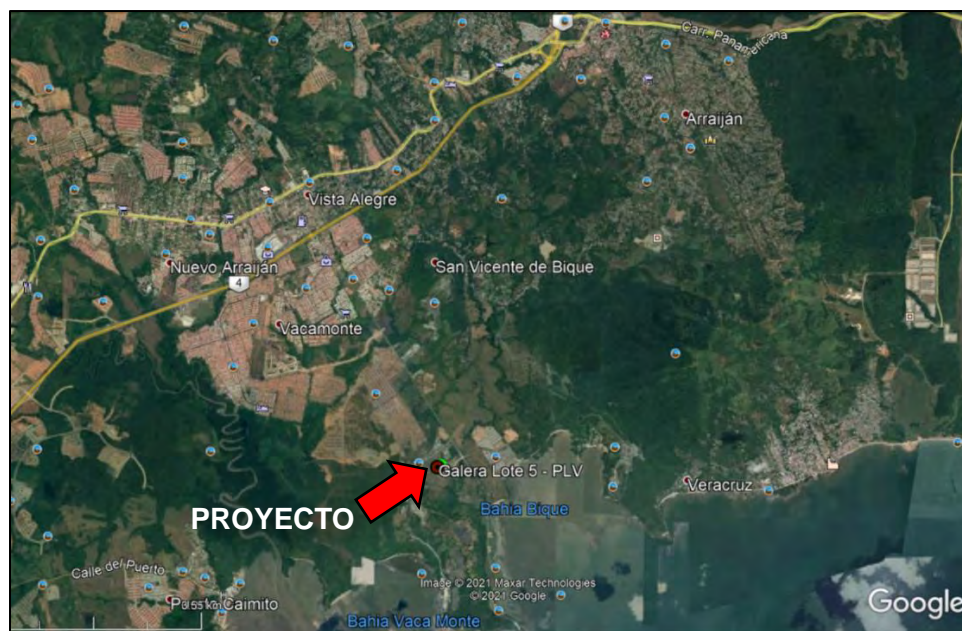 Carr. Panamericana
Arraiján
Vista Alegre
Nuevo Arraiján
4
San Vicente de Bique
Vacamonte
Galera Lote 5 - PLV
Veracruz
PROYECTO
Bahía Bique
Calle del Puerto
Image © 2021 Maxar Technologies
© 2021 Google
Caimito
Google
Bahía Vaca Monte